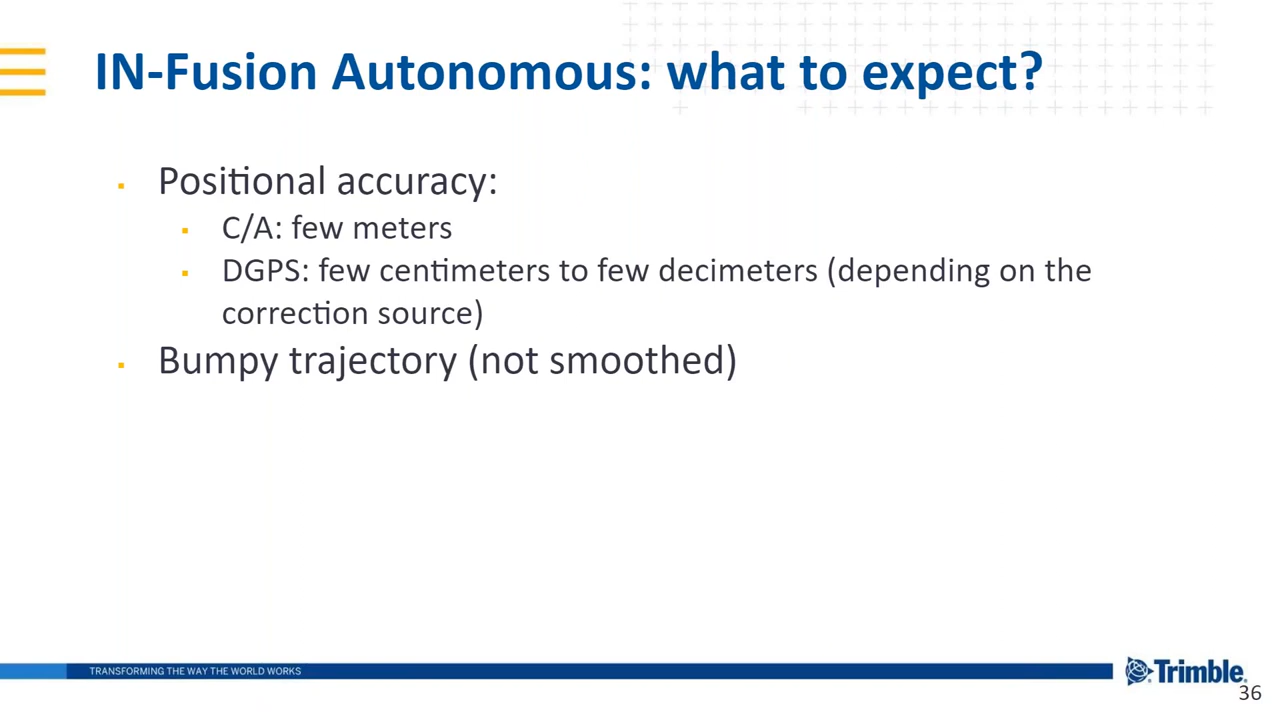 IN-Fusion Autonomous: what to expect?
▪ Positional accuracy:
▪ C/A: few meters
▪ DGPS: few centimeters to few decimeters (depending on the
correction source)
▪ Bumpy trajectory (not smoothed)
TRANSFORMING THE WAY THE WORLD WORKS
Trimble.
36